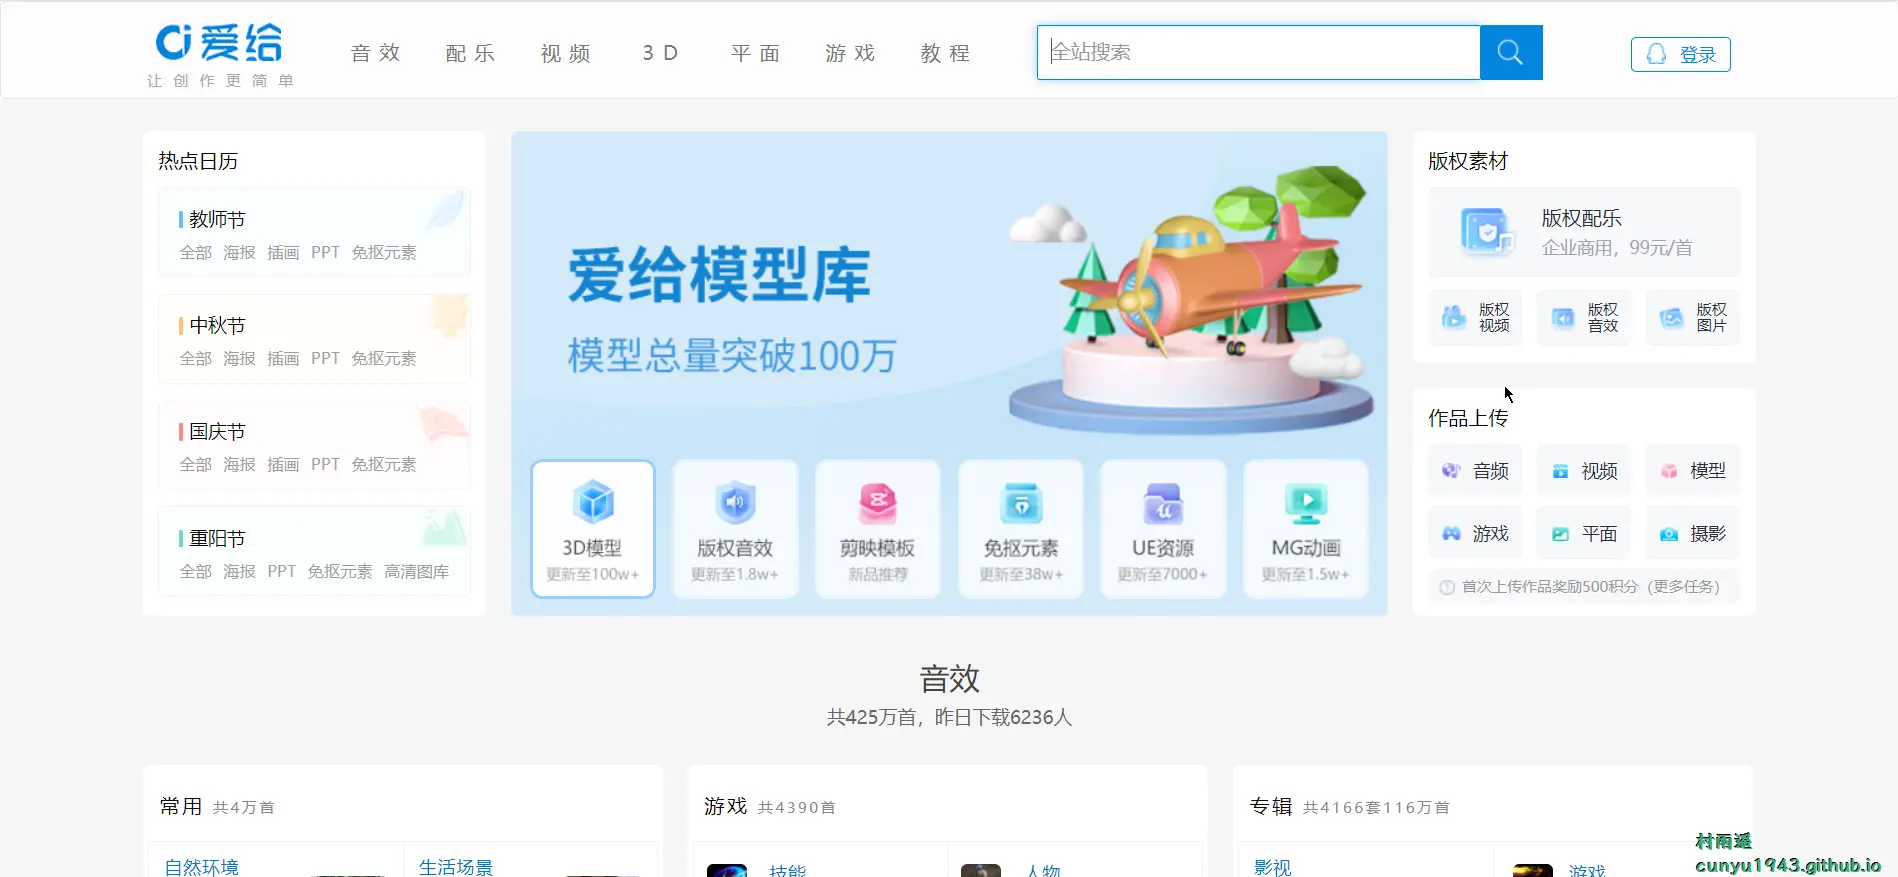 爱给
让创作更简单
音效
配乐
视频
3D
平面
游戏
教程
全站搜索
登录
热点日历
教师节
全部 海报 插画 PPT 免抠元素
中秋节
全部 海报 插画 PPT 免抠元素
国庆节
全部 海报 插画 PPT 免抠元素
重阳节
全部 海报 PPT 免抠元素 高清图库
爱给模型库
模型总量突破100万
3D模型
更新至100w+
版权音效
更新至1.8w+
剪映模板
新品推荐
免抠元素
更新至38w+
UE资源
更新至7000+
MG动画
更新至1.5w+
版权素材
版权配乐
企业商用，99元/首
版权
视频
版权
音效
版权
图片
作品上传
音频
视频
模型
游戏
平面
摄影
首次上传作品奖励500积分（更多任务）
音效
共425万首，昨日下载6236人
常用 共4万首
自然环境
生活场景
游戏 共4390首
技能
人物
专辑 共4166套116万首
影视
游戏
村雨遥
cunyu1943.github.io